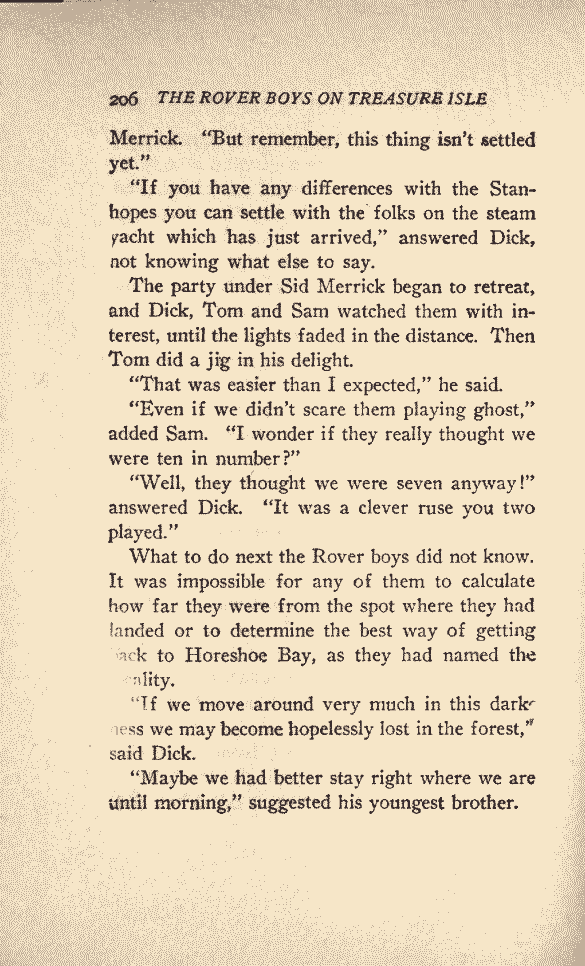 206 THE ROVER BOYS ON TREASURE ISLE
Merrick. "But remember, this thing isn't settled
yet."
"If you have any differences with the Stan-
hopes you can settle with the folks on the steam
yacht which has just arrived," answered Dick,
not knowing what else to say.
The party under Sid Merrick began to retreat,
and Dick, Tom and Sam watched them with in-
terest, until the lights faded in the distance. Then
Tom did a jig in his delight.
"That was easier than I expected," he said.
"Even if we didn't scare them playing ghost,"
added Sam. "I wonder if they really thought we
were ten in number?"
"Well, they thought we were seven anyway!"
answered Dick. "It was a clever ruse you two
played."
What to do next the Rover boys did not know.
It was impossible for any of them to calculate
how far they were from the spot where they had
landed or to determine the best way of getting
ack to Horeshoe Bay, as they had named the
ality.
"If we move around very much in this dark-
ness we may become hopelessly lost in the forest,"
said Dick.
"Maybe we had better stay right where we are
until morning," suggested his youngest brother.